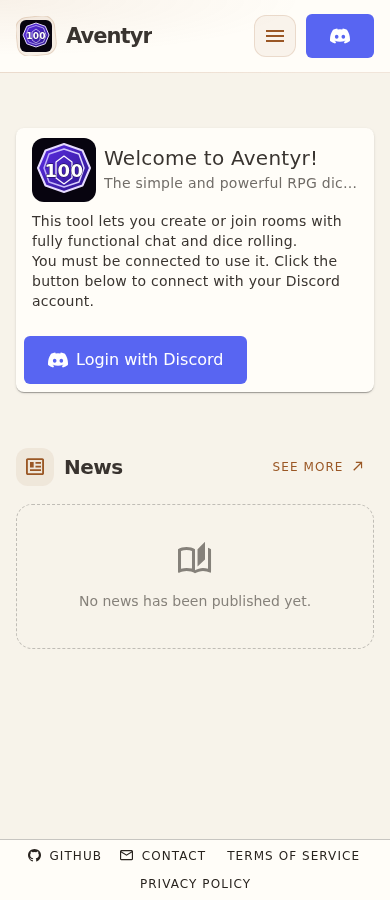 100
Aventyr
100
Welcome to Aventyr!
The simple and powerful RPG dic...
This tool lets you create or join rooms with
fully functional chat and dice rolling.
You must be connected to use it. Click the
button below to connect with your Discord
account.
Login with Discord
News
SEE MORE
No news has been published yet.
GITHUB
CONTACT
TERMS OF SERVICE
PRIVACY POLICY